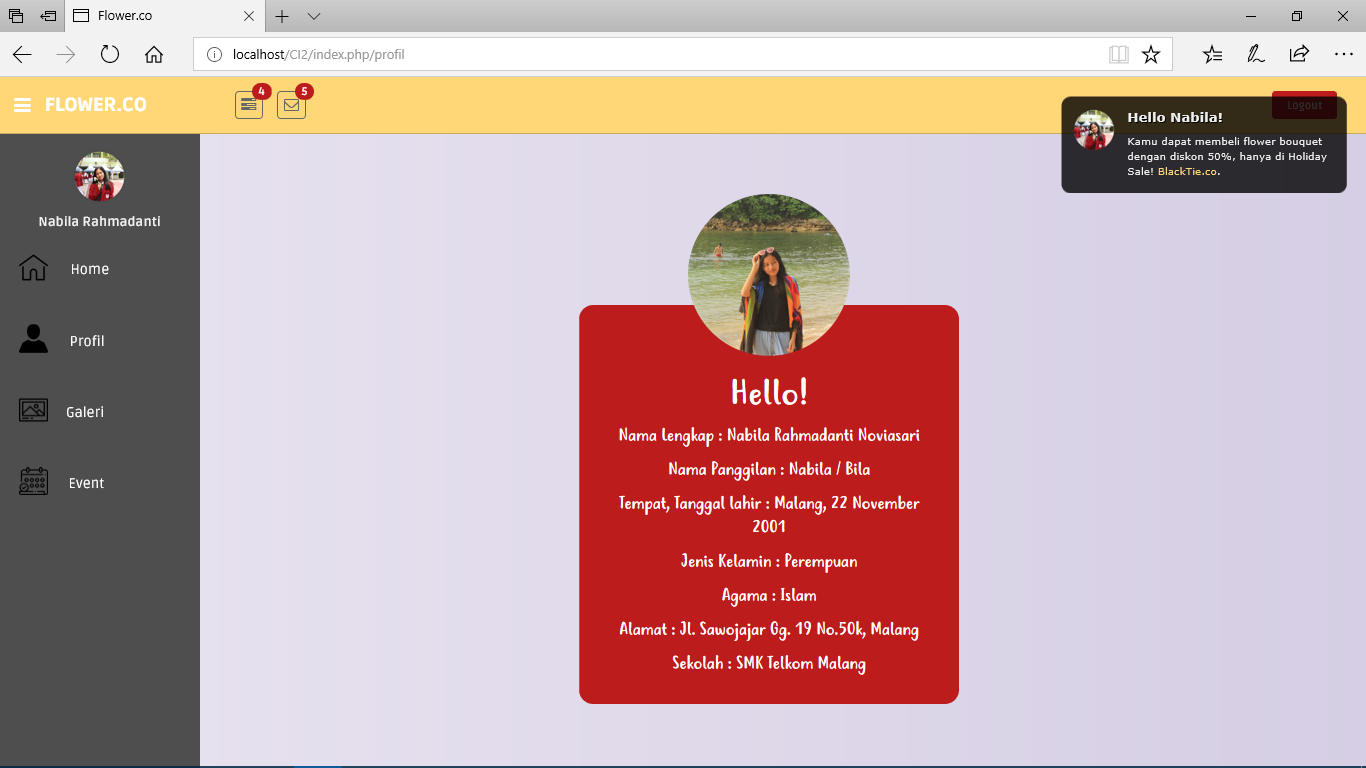 Flower.co
localhost/CI2/index.php/profil
FLOWER.CO
4
5
Logout
Hello Nabila!
Kamu dapat membeli flower bouquet
dengan diskon 50%, hanya di Holiday
Sale! BlackTie.co.
Nabila Rahmadanti
Home
Profil
Galeri
Event
Hello!
Nama Lengkap : Nabila Rahmadanti Noviasari
Nama Panggilan : Nabila / Bila
Tempat, Tanggal lahir : Malang, 22 November
2001
Jenis Kelamin : Perempuan
Agama : Islam
Alamat : Jl. Sawojajar Gg. 19 No.50k, Malang
Sekolah : SMK Telkom Malang